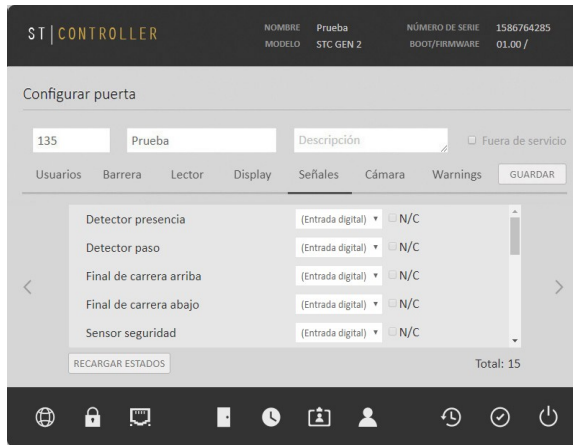 ST|CONTROLLER
NOMBRE Prueba NÚMERO DE SERIE 1586764285
MODELO STC GEN 2 BOOT/FIRMWARE 01.00 /
Configurar puerta
135 Prueba Descripción Fuera de servicio
Usuarios Barrera Lector Display Señales Cámara Warnings GUARDAR
Detector presencia (Entrada digital) N/C
Detector paso (Entrada digital) N/C
Final de carrera arriba (Entrada digital) N/C
Final de carrera abajo (Entrada digital) N/C
Sensor seguridad (Entrada digital) N/C
RECARGAR ESTADOS Total: 15